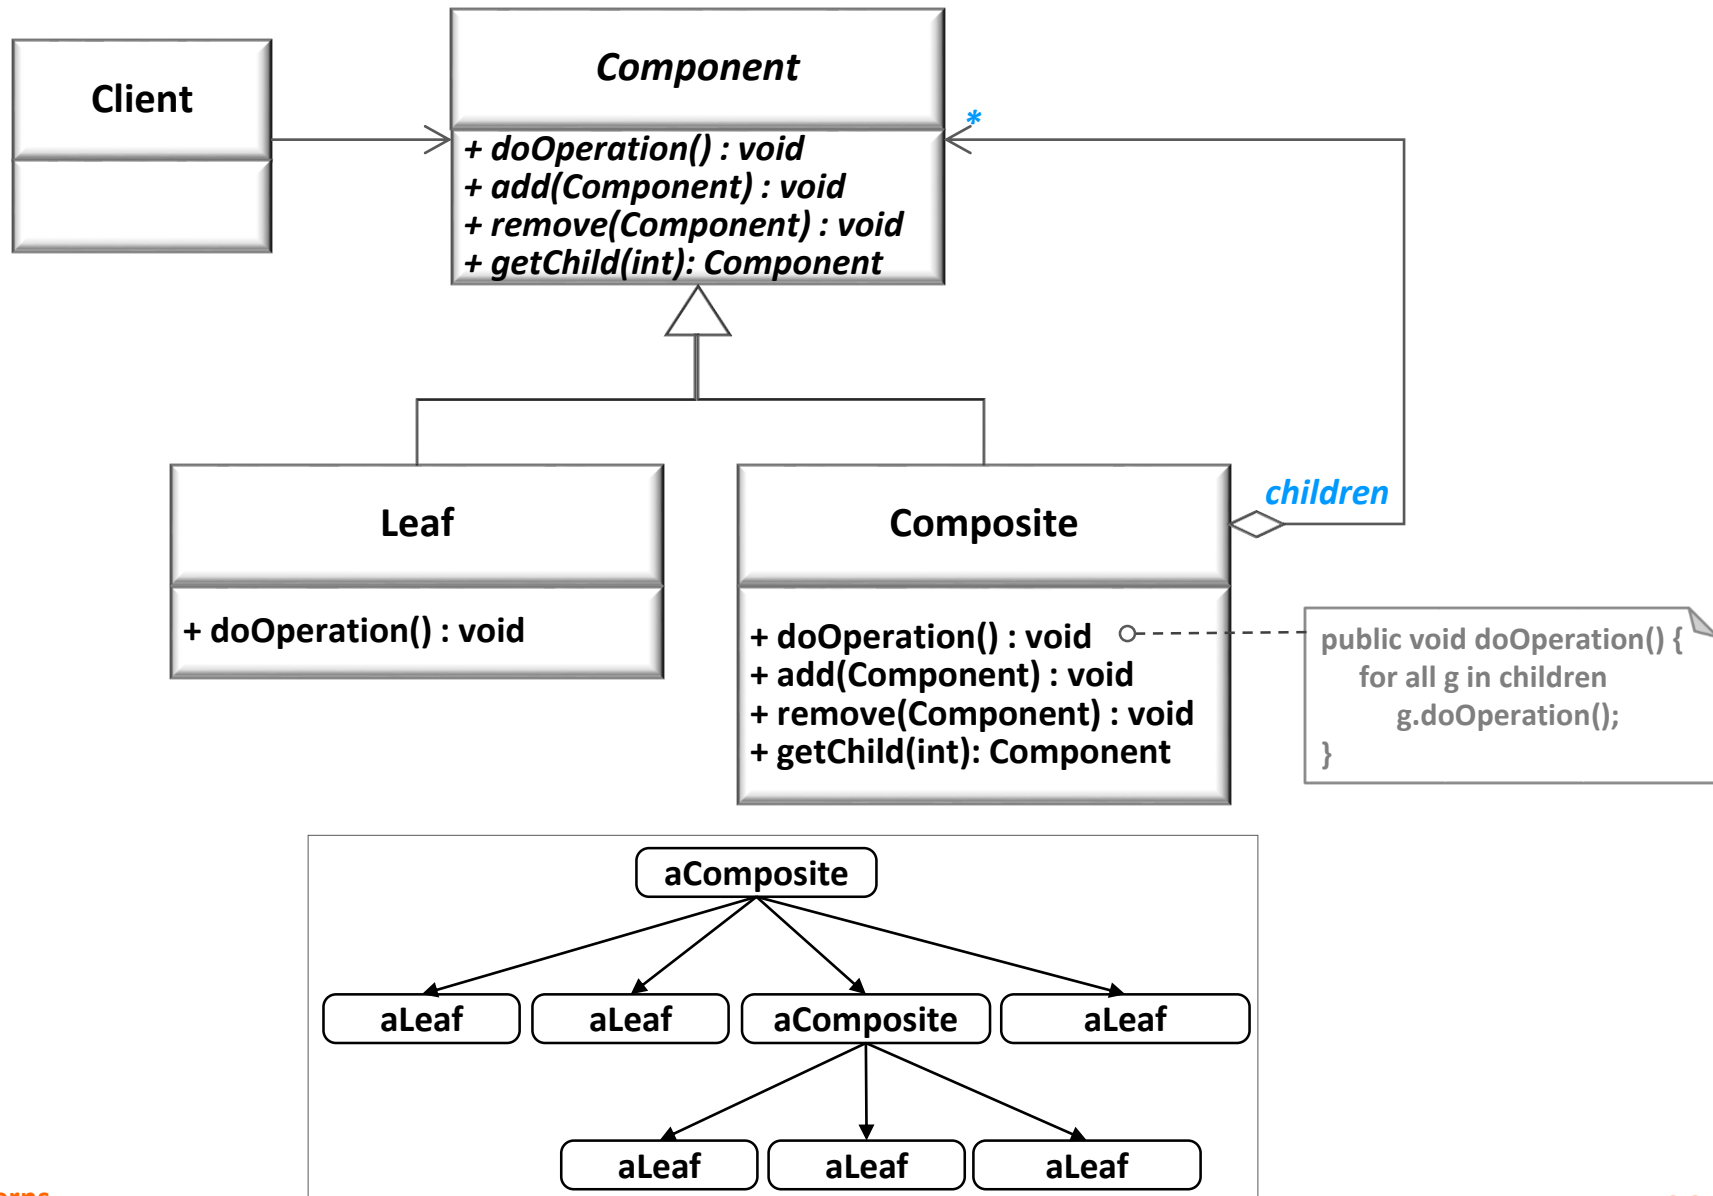 Client
Component
+ doOperation() : void
+ add(Component) : void
+ remove(Component) : void
+ getChild(int): Component
*
children
Leaf
+ doOperation() : void
Composite
+ doOperation() : void
+ add(Component) : void
+ remove(Component) : void
+ getChild(int): Component
public void doOperation() {
for all g in children
g.doOperation();
}
aComposite
aLeaf aLeaf aComposite aLeaf
aLeaf aLeaf aLeaf